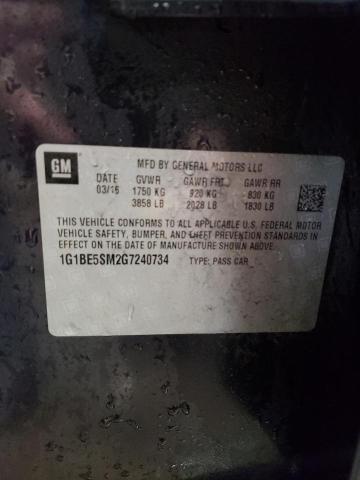 GM
MFD BY GENERAL MOTORS LLC
DATE GVWR GAWR FRT GAWR RR
03/16 1750 KG 920 KG 830 KG
3858 LB 2028 LB 1830 LB
THIS VEHICLE CONFORMS TO ALL APPLICABLE U.S. FEDERAL MOTOR
VEHICLE SAFETY, BUMPER, AND THEFT PREVENTION STANDARDS
IN EFFECT ON THE DATE OF MANUFACTURE SHOWN ABOVE.
1G1BE5SM2G7240734 TYPE: PASS CAR